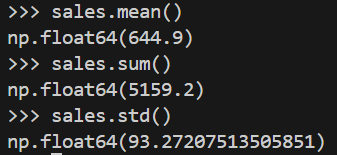 >>> sales.mean()
np.float64(644.9)
>>> sales.sum()
np.float64(5159.2)
>>> sales.std()
np.float64(93.27207513505851)